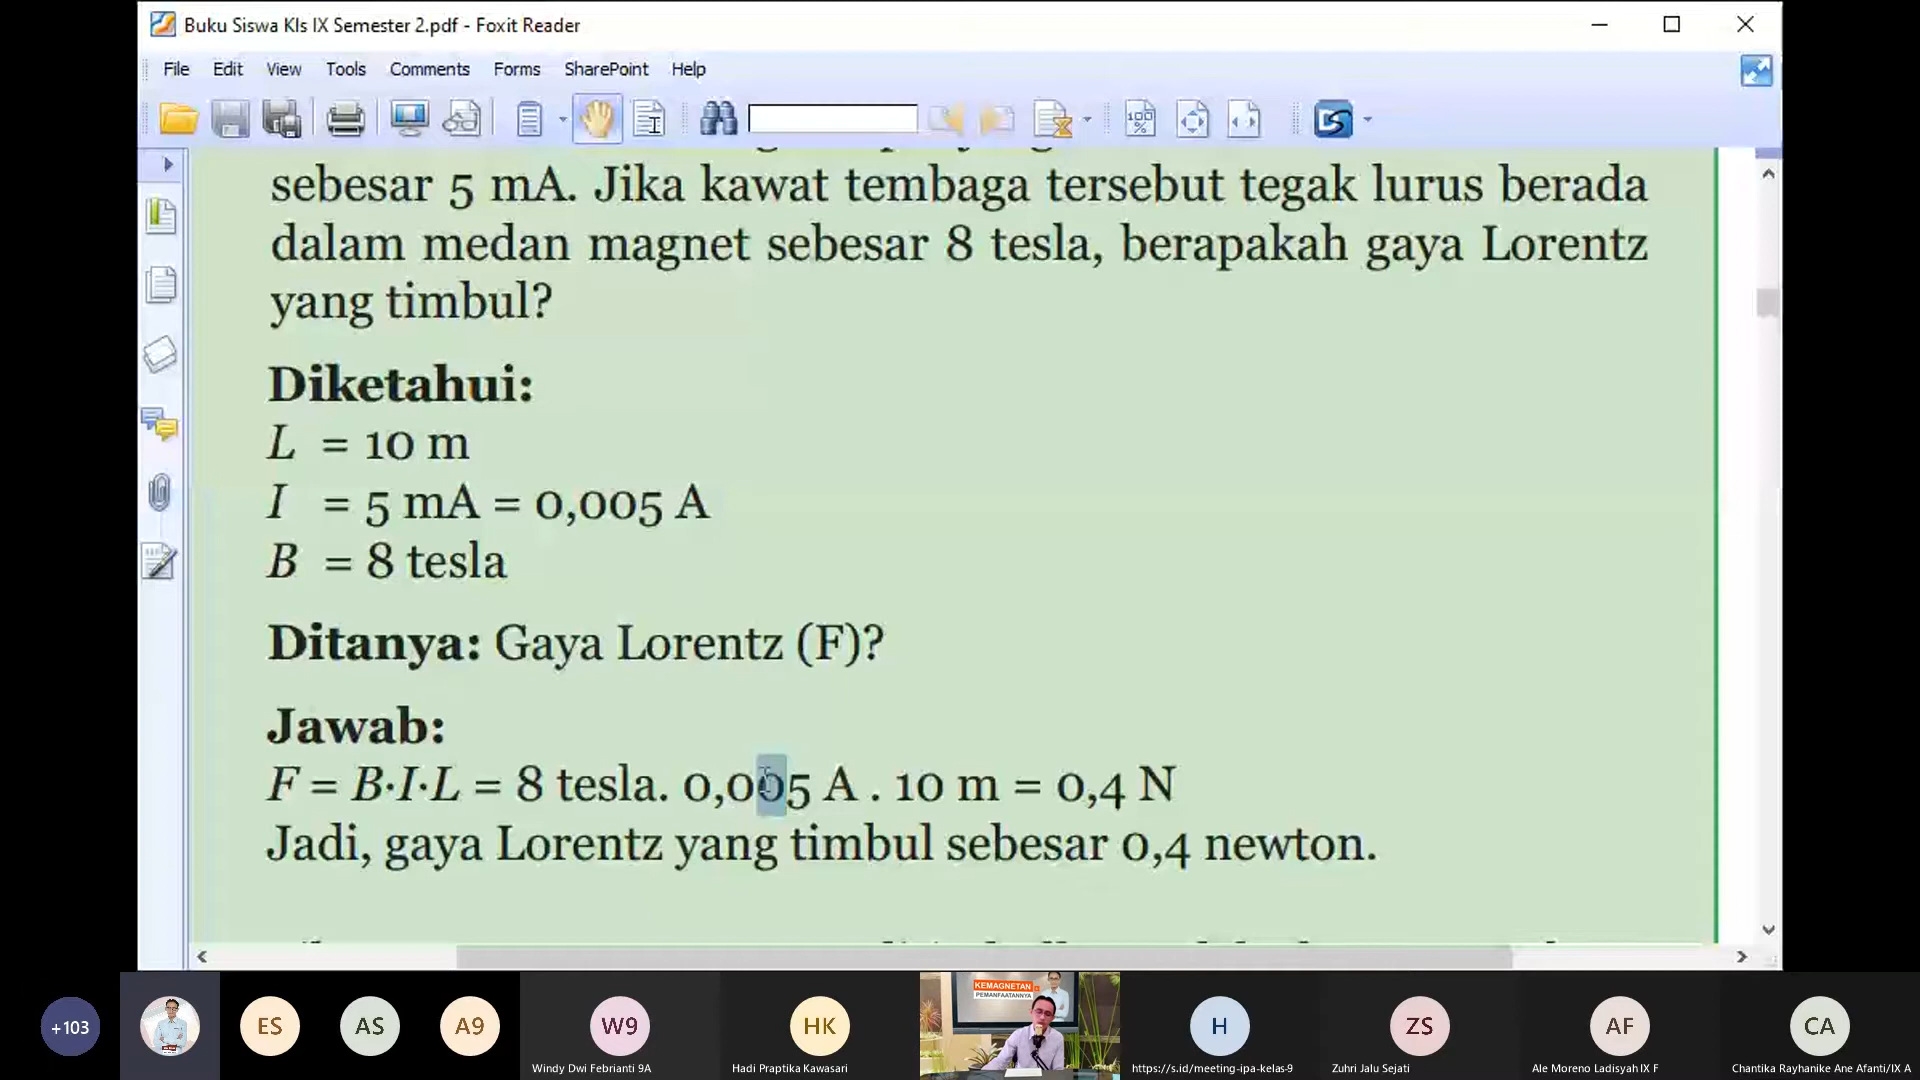 Buku Siswa Kls IX Semester 2.pdf - Foxit Reader
File Edit View Tools Comments Forms SharePoint Help
sebesar 5 mA. Jika kawat tembaga tersebut tegak lurus berada
dalam medan magnet sebesar 8 tesla, berapakah gaya Lorentz
yang timbul?
Diketahui:
L = 10 m
I = 5 mA = 0,005 A
B = 8 tesla
Ditanya: Gaya Lorentz (F)?
Jawab:
F = B·I·L = 8 tesla. 0,005 A . 10 m = 0,4 N
Jadi, gaya Lorentz yang timbul sebesar 0,4 newton.
+103
ES
AS
A9
W9
Windy Dwi Febrianti 9A
HK
Hadi Praptika Kawasari
KEMAGNETAN
PEMANFAATANNYA
H
https://s.id/meeting-ipa-kelas-9
ZS
Zuhri Jalu Sejati
AF
Ale Moreno Ladisyah IX F
CA
Chantika Rayhanike Ane Afanti/IX A